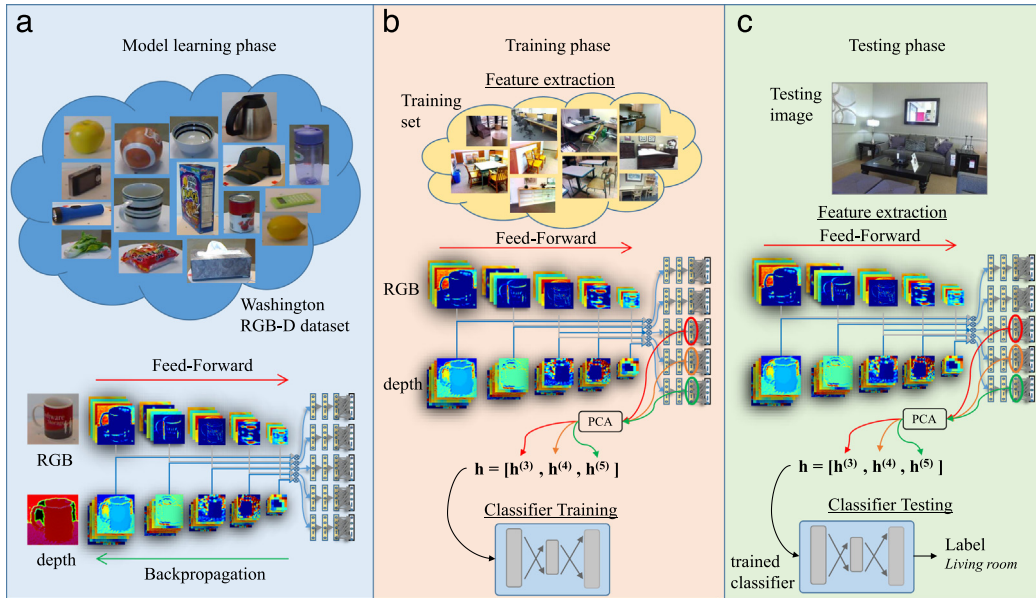 a
Model learning phase
Washington
RGB-D dataset
Feed-Forward
RGB
depth
Backpropagation
b
Training phase
Feature extraction
Training
set
Feed-Forward
RGB
depth
PCA
h = [h(3) , h(4) , h(5) ]
Classifier Training
c
Testing phase
Testing
image
Feature extraction
Feed-Forward
PCA
h = [h(3) , h(4) , h(5) ]
Classifier Testing
trained
classifier
Label
Living room